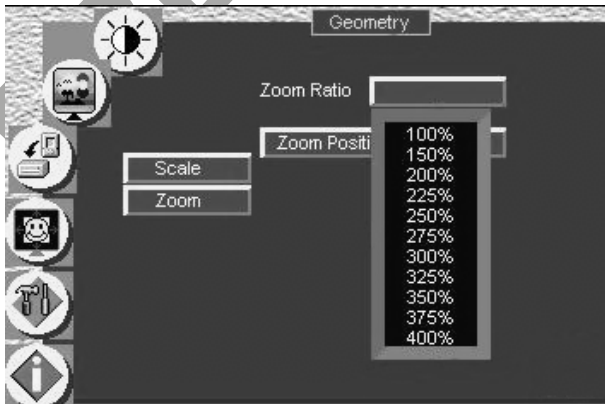 Geometry
Zoom Ratio
Zoom Positi
Scale
Zoom
100%
150%
200%
225%
250%
275%
300%
325%
350%
375%
400%